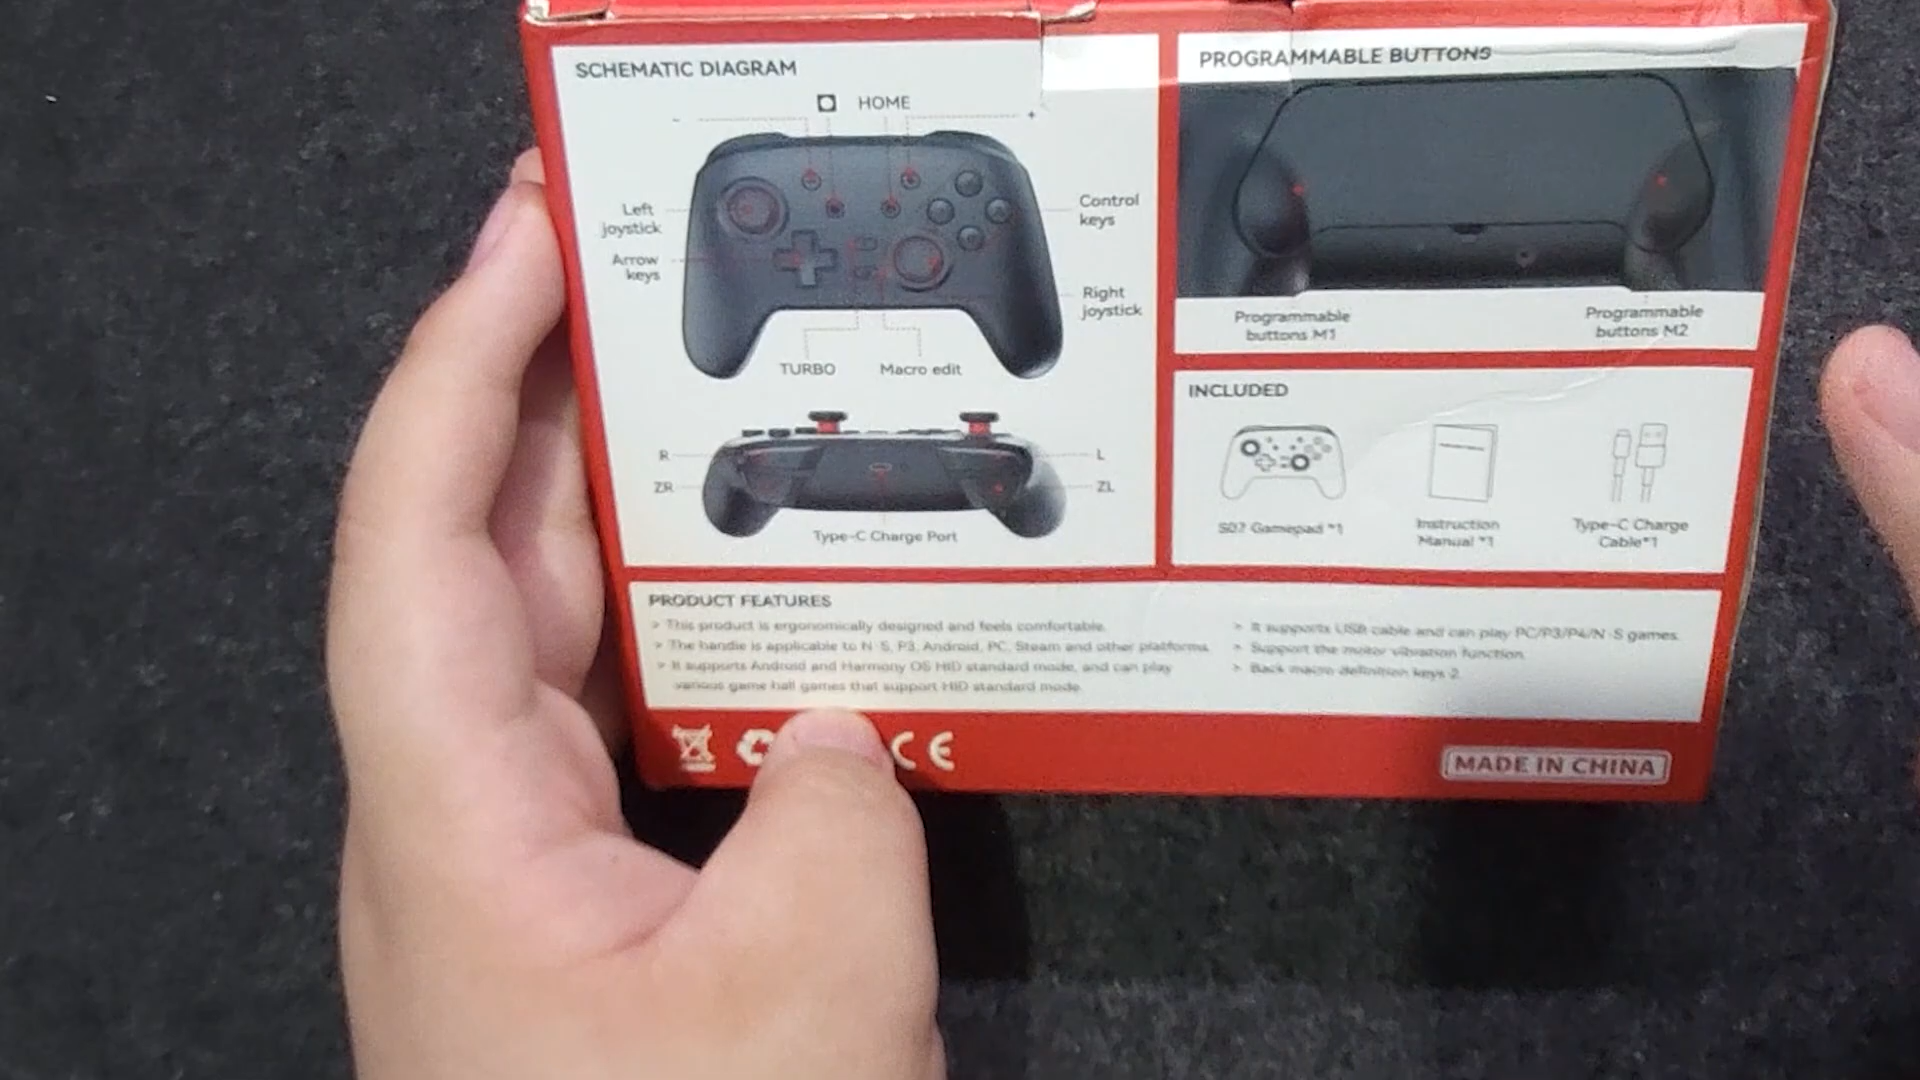 SCHEMATIC DIAGRAM
HOME
-
+
Left
joystick
Arrow
keys
Control
keys
Right
joystick
TURBO
Macro edit
R
L
ZR
ZL
Type-C Charge Port
PROGRAMMABLE BUTTONS
Programmable
buttons M1
Programmable
buttons M2
INCLUDED
S07 Gamepad *1
Instruction
Manual *1
Type-C Charge
Cable*1
PRODUCT FEATURES
> This product is ergonomically designed and feels comfortable.
> The handle is applicable to N-S, P3, Android, PC, Steam and other platforms.
> It supports Android and Harmony OS HID standard mode, and can play
various game hall games that support HID standard mode.
> It supports USB cable and can play PC/P3/P4/N-S games.
> Support the motor vibration function.
> Back macro definition keys 2.
CE
MADE IN CHINA